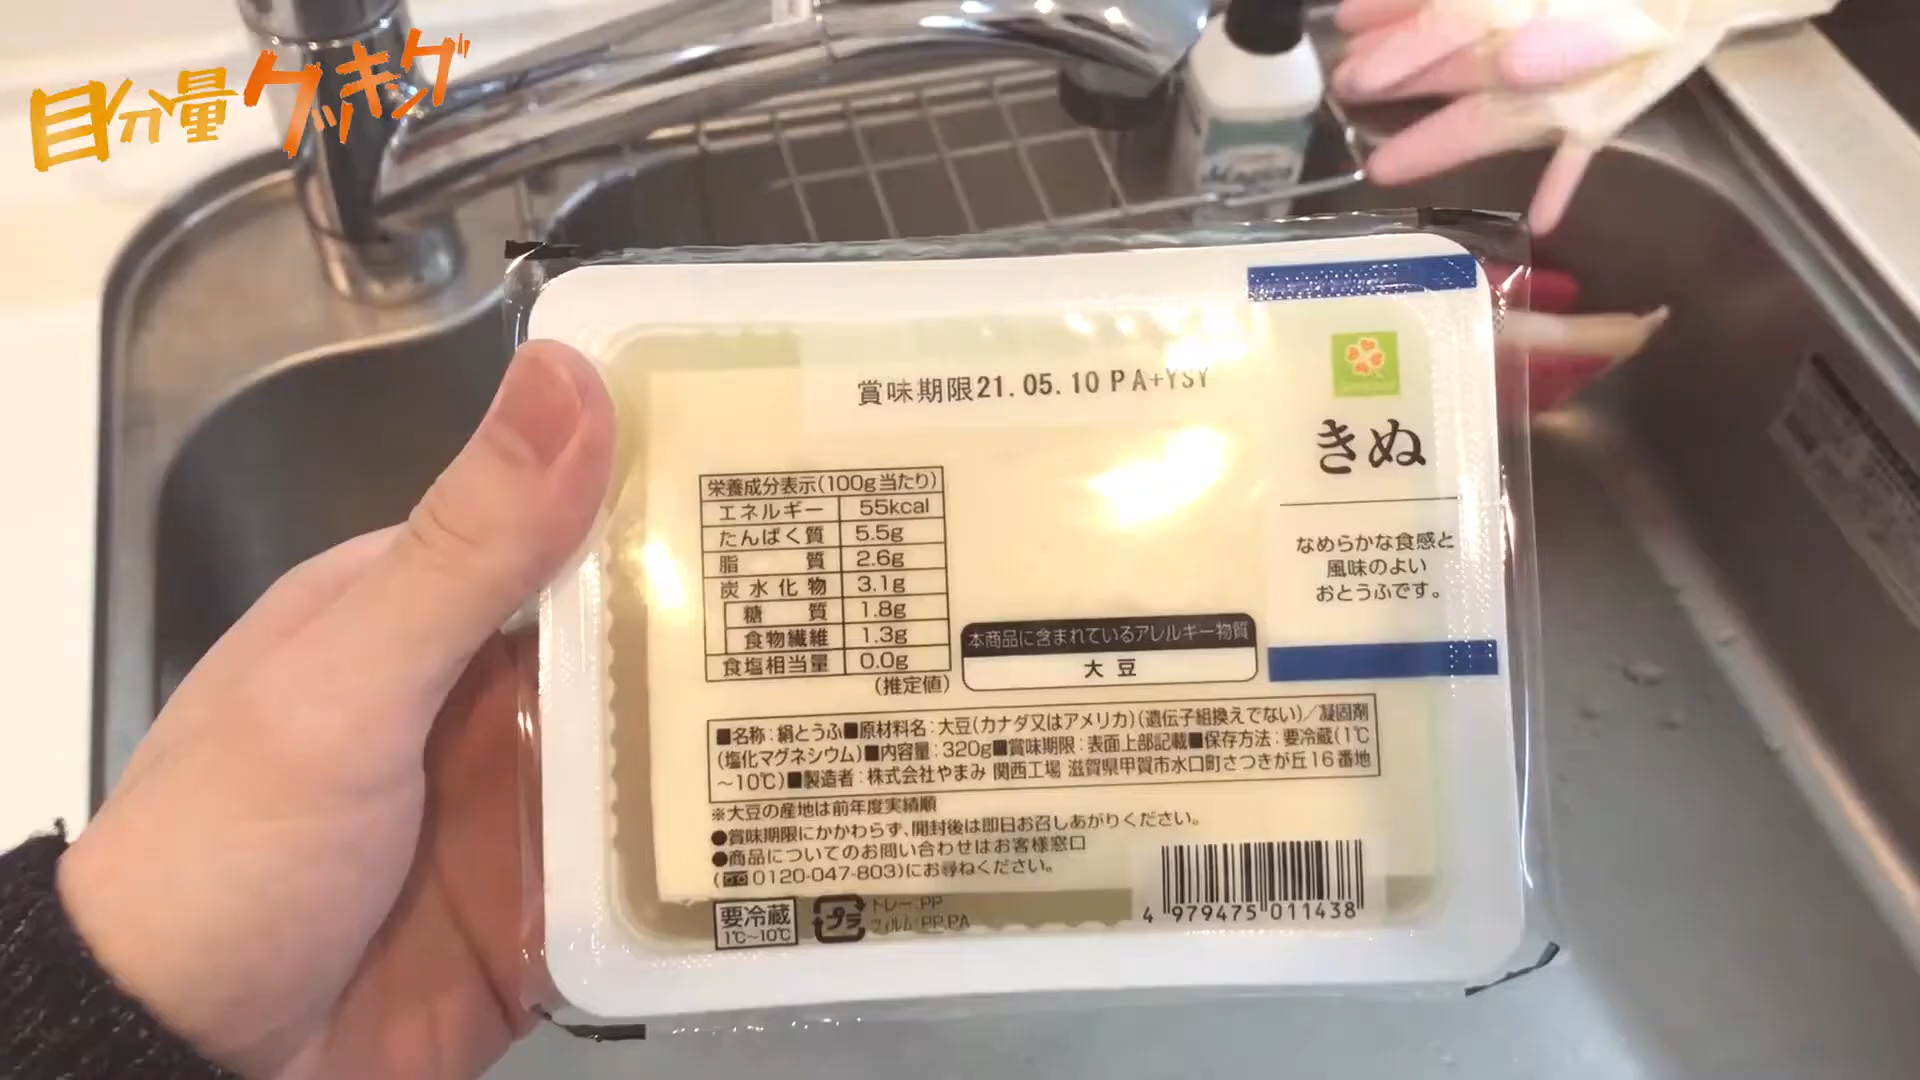 目分量クッキング
賞味期限21.05.10 PA+YSY
きぬ
なめらかな食感と
風味のよい
おとうふです。
栄養成分表示(100g当たり)
エネルギー 55kcal
たんぱく質 5.5g
脂質 2.6g
炭水化物 3.1g
糖質 1.8g
食物繊維 1.3g
食塩相当量 0.0g
(推定値)
本商品に含まれているアレルギー物質
大豆
■名称:絹とうふ■原材料名:大豆(カナダ又はアメリカ)(遺伝子組換えでない)/凝固剤
(塩化マグネシウム)■内容量:320g■賞味期限:表面上部記載■保存方法:要冷蔵(1℃
~10℃)■製造者:株式会社やまみ 関西工場 滋賀県甲賀市水口町さつきが丘16番地
※大豆の産地は前年度実績順
●賞味期限にかかわらず、開封後は即日お召しあがりください。
●商品についてのお問い合わせはお客様窓口
(0120-047-803)にお尋ねください。
要冷蔵
1℃~10℃
プラ
トレー:PP
フィルム:PP,PA
4 979475 011438